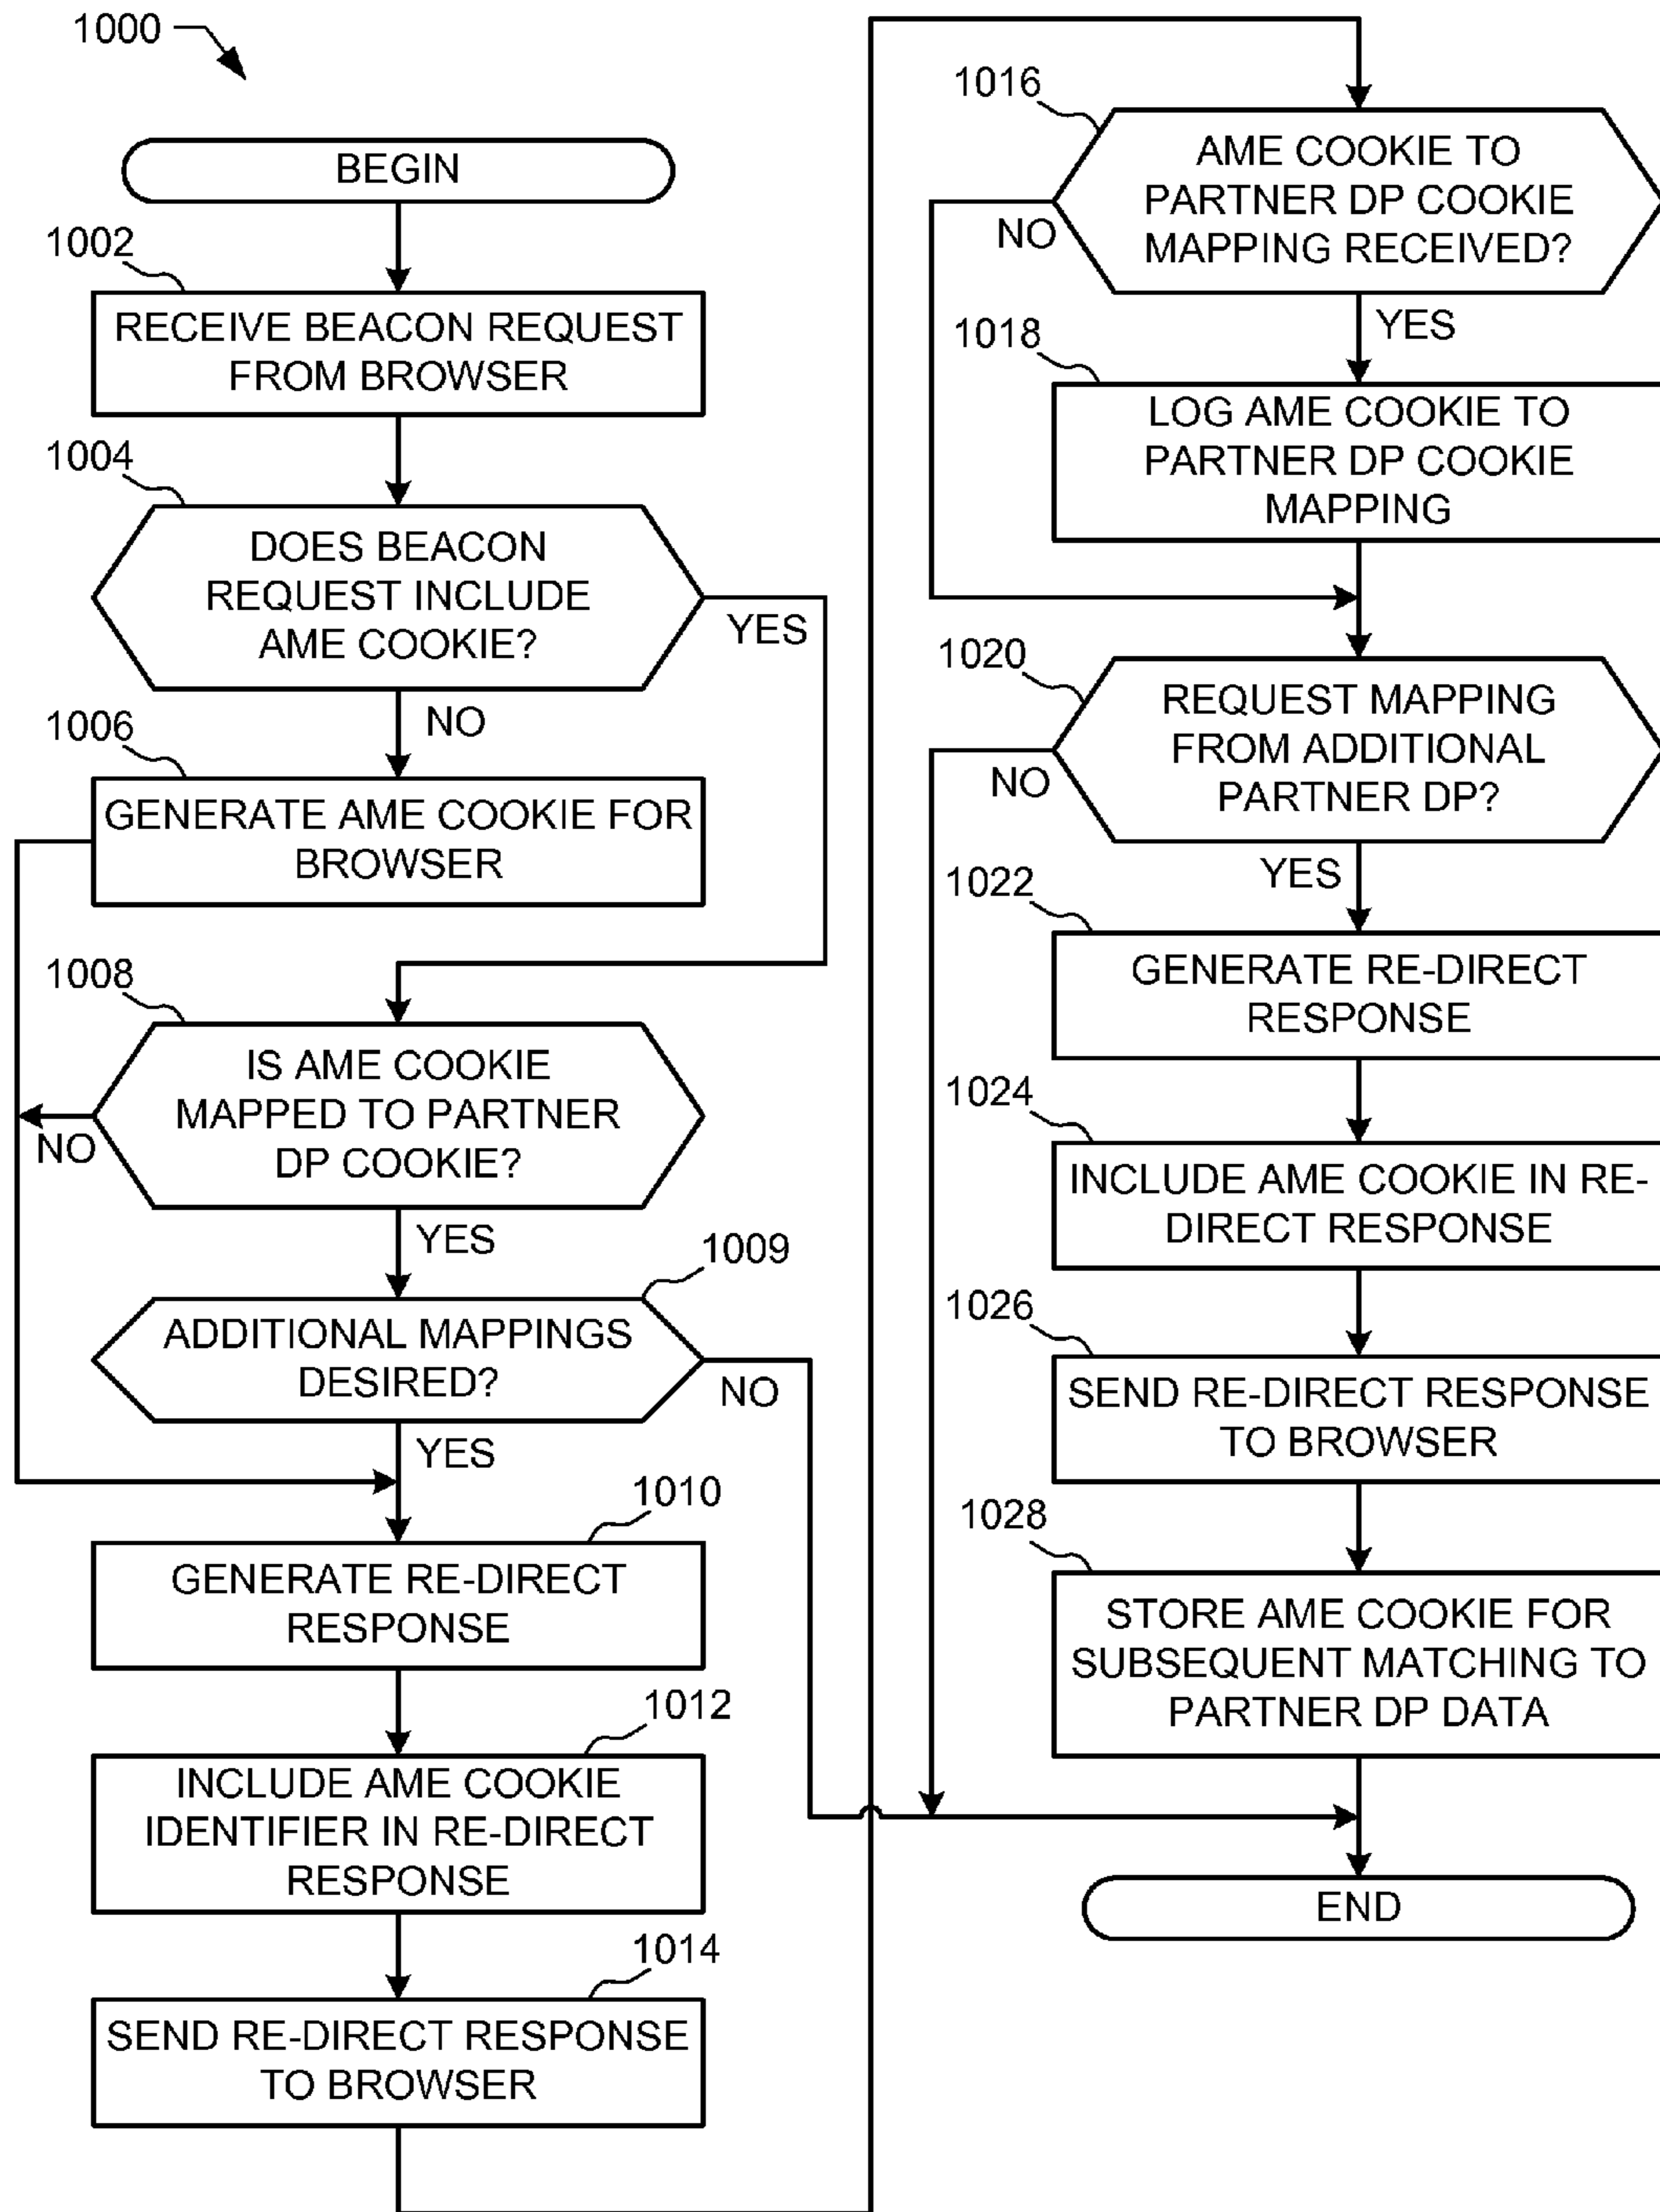 1000
BEGIN
1002
RECEIVE BEACON REQUEST
FROM BROWSER
1004
DOES BEACON
REQUEST INCLUDE
AME COOKIE?
YES
NO
1006
GENERATE AME COOKIE FOR
BROWSER
1008
IS AME COOKIE
MAPPED TO PARTNER
DP COOKIE?
NO
YES
1009
ADDITIONAL MAPPINGS
DESIRED?
NO
YES
1010
GENERATE RE-DIRECT
RESPONSE
1012
INCLUDE AME COOKIE
IDENTIFIER IN RE-DIRECT
RESPONSE
1014
SEND RE-DIRECT RESPONSE
TO BROWSER
1016
AME COOKIE TO
PARTNER DP COOKIE
MAPPING RECEIVED?
NO
YES
1018
LOG AME COOKIE TO
PARTNER DP COOKIE
MAPPING
1020
REQUEST MAPPING
FROM ADDITIONAL
PARTNER DP?
NO
YES
1022
GENERATE RE-DIRECT
RESPONSE
1024
INCLUDE AME COOKIE IN RE-
DIRECT RESPONSE
1026
SEND RE-DIRECT RESPONSE
TO BROWSER
1028
STORE AME COOKIE FOR
SUBSEQUENT MATCHING TO
PARTNER DP DATA
END